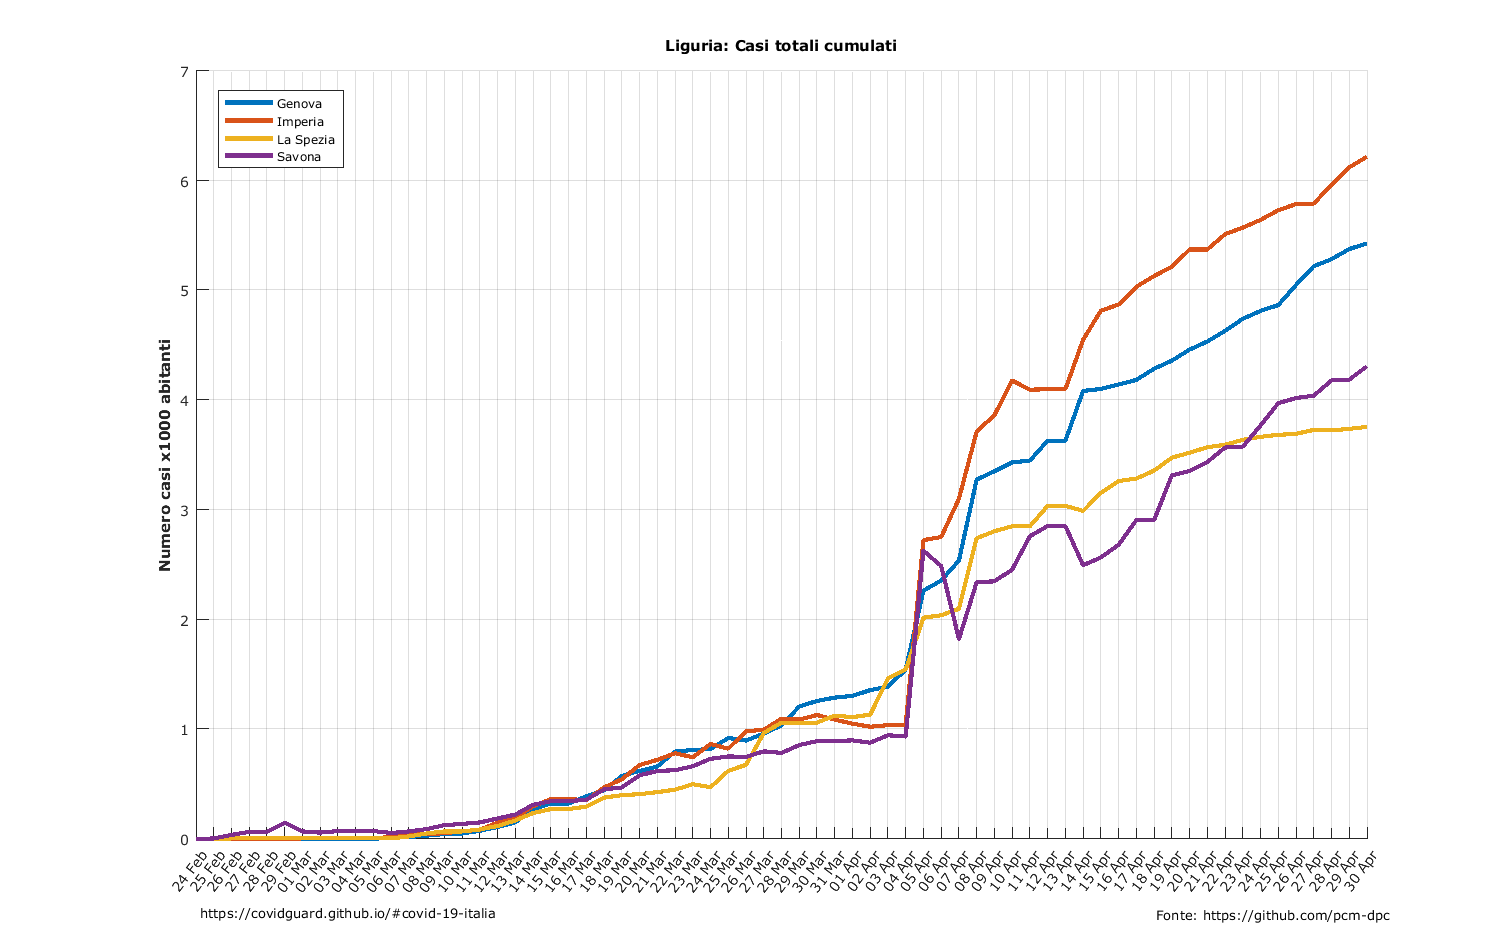 Liguria: Casi totali cumulati
7
6
5
4
3
2
1
0
Numero casi x1000 abitanti
Genova
Imperia
La Spezia
Savona
24 Feb
25 Feb
26 Feb
27 Feb
28 Feb
29 Feb
01 Mar
02 Mar
03 Mar
04 Mar
05 Mar
06 Mar
07 Mar
08 Mar
09 Mar
10 Mar
11 Mar
12 Mar
13 Mar
14 Mar
15 Mar
16 Mar
17 Mar
18 Mar
19 Mar
20 Mar
21 Mar
22 Mar
23 Mar
24 Mar
25 Mar
26 Mar
27 Mar
28 Mar
29 Mar
30 Mar
31 Mar
01 Apr
02 Apr
03 Apr
04 Apr
05 Apr
06 Apr
07 Apr
08 Apr
09 Apr
10 Apr
11 Apr
12 Apr
13 Apr
14 Apr
15 Apr
16 Apr
17 Apr
18 Apr
19 Apr
20 Apr
21 Apr
22 Apr
23 Apr
24 Apr
25 Apr
26 Apr
27 Apr
28 Apr
29 Apr
30 Apr
https://covidguard.github.io/#covid-19-italia
Fonte: https://github.com/pcm-dpc